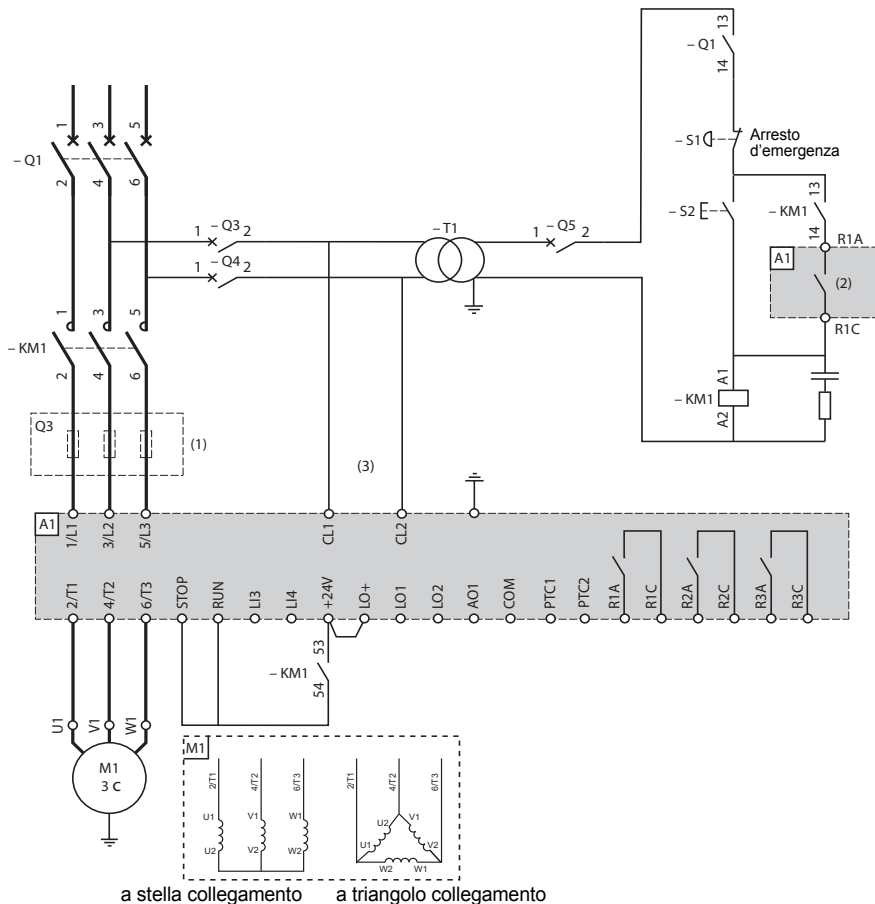 13
– Q1
14
1
3
5
– Q1
2
4
6
– S1
Arresto
d’emergenza
– S2
13
– KM1
14
R1A
A1
(2)
R1C
1
– Q3
2
1
– Q4
2
– T1
1
– Q5
2
1
3
5
– KM1
2
4
6
A1
– KM1
A2
Q3
(1)
(3)
A1
1/L1
3/L2
5/L3
CL1
CL2
2/T1
4/T2
6/T3
STOP
RUN
LI3
LI4
+24V
LO+
LO1
LO2
AO1
COM
PTC1
PTC2
R1A
R1C
R2A
R2C
R3A
R3C
53
– KM1
54
U1
V1
W1
M1
3 c
M1
2/T1
4/T2
6/T3
2/T1
4/T2
6/T3
U1
V1
W1
U2
V2
W2
U2
V1
U1
V2
W2
W1
a stella collegamento
a triangolo collegamento